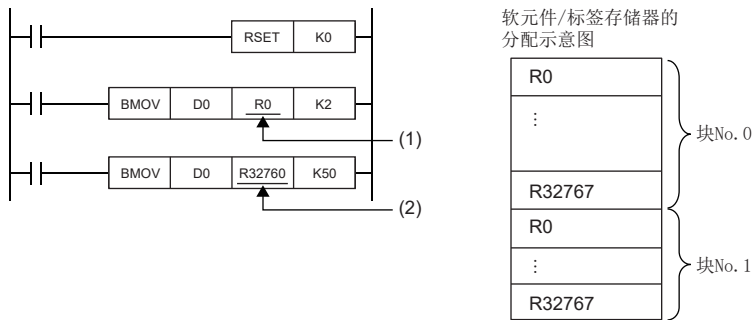 RSET K0
BMOV D0 R0 K2
(1)
BMOV D0 R32760 K50
(2)
软元件/标签存储器的
分配示意图
R0
⋮
R32767
块No. 0
R0
⋮
R32767
块No. 1